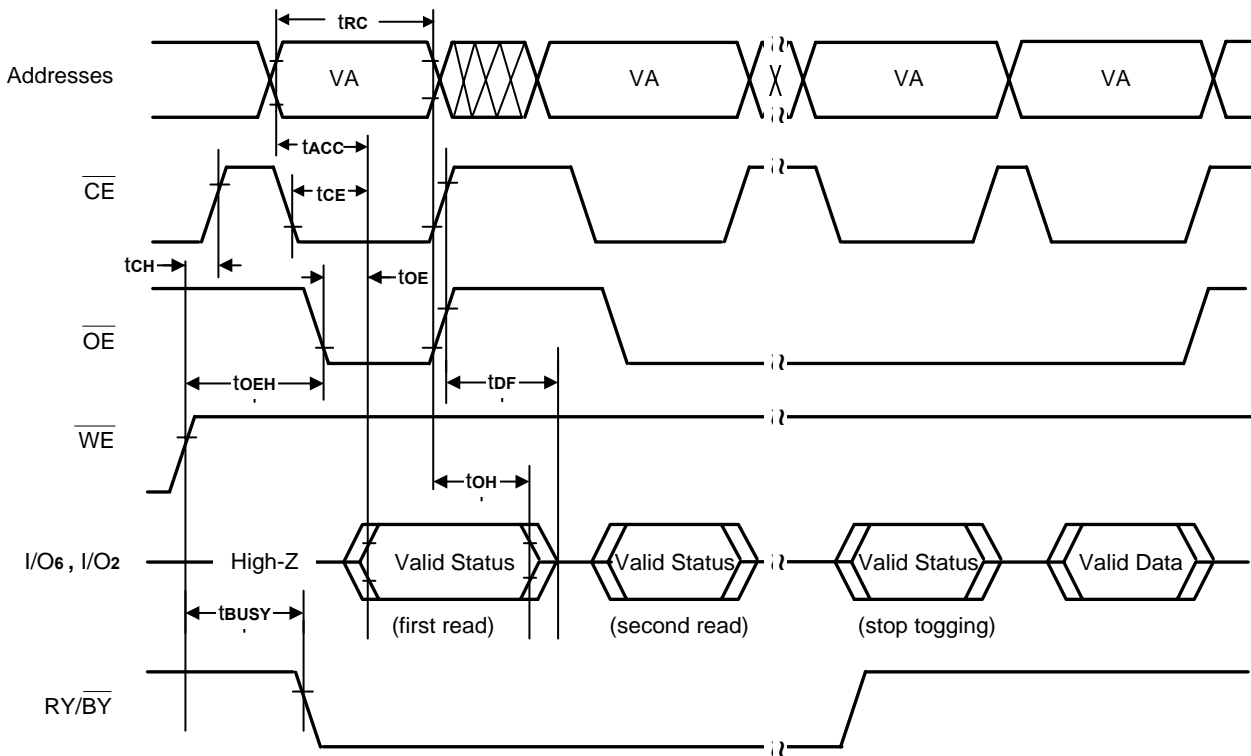 tRC
Addresses VA VA X VA VA
tACC
CE tCE
tCH tOE
OE
tOEH tDF
WE
tOH
I/O6 , I/O2 High-Z Valid Status Valid Status Valid Status Valid Data
tBUSY (first read) (second read) (stop togging)
RY/BY